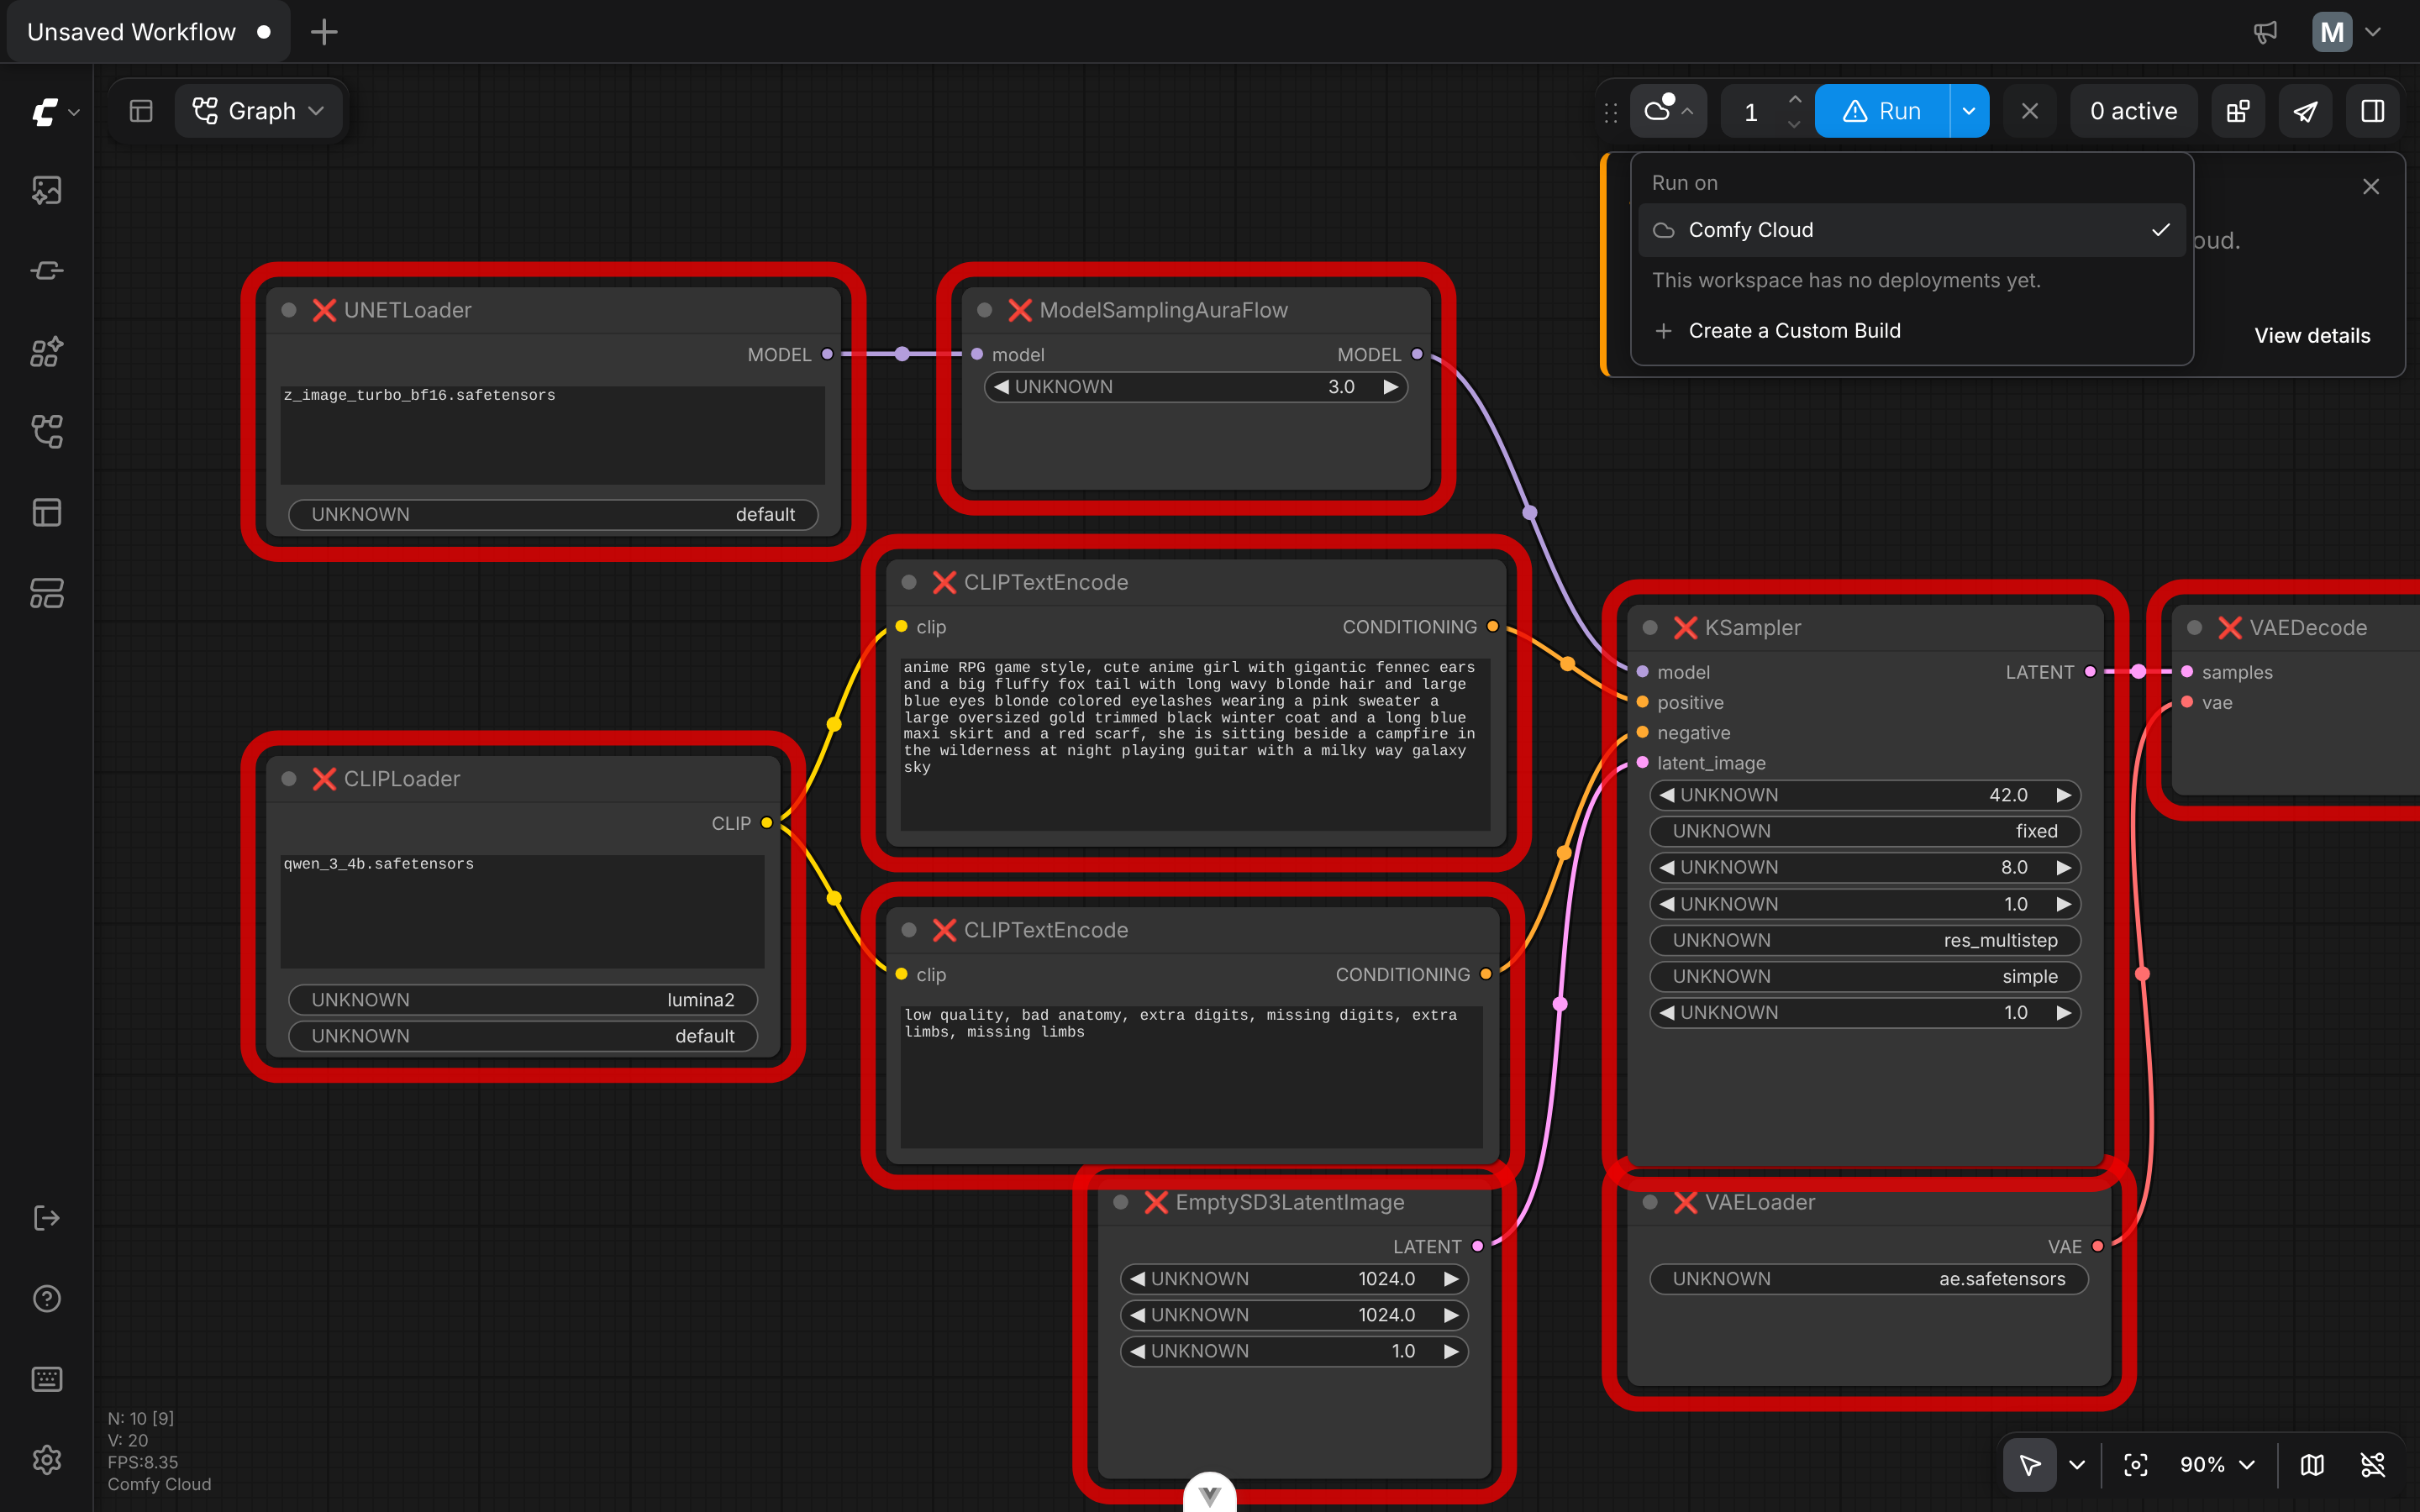 Unsaved Workflow
M
Graph
1
Run
0 active
Run on
Comfy Cloud
oud.
This workspace has no deployments yet.
Create a Custom Build
View details
UNETLoader
MODEL
z_image_turbo_bf16.safetensors
UNKNOWN default
ModelSamplingAuraFlow
model MODEL
UNKNOWN 3.0
CLIPTextEncode
clip CONDITIONING
anime RPG game style, cute anime girl with gigantic fennec ears
and a big fluffy fox tail with long wavy blonde hair and large
blue eyes blonde colored eyelashes wearing a pink sweater a
large oversized gold trimmed black winter coat and a long blue
maxi skirt and a red scarf, she is sitting beside a campfire in
the wilderness at night playing guitar with a milky way galaxy
sky
KSampler
model LATENT
positive
negative
latent_image
UNKNOWN 42.0
UNKNOWN fixed
UNKNOWN 8.0
UNKNOWN 1.0
UNKNOWN res_multistep
UNKNOWN simple
UNKNOWN 1.0
VAEDecode
samples
vae
CLIPLoader
CLIP
qwen_3_4b.safetensors
UNKNOWN lumina2
UNKNOWN default
CLIPTextEncode
clip CONDITIONING
low quality, bad anatomy, extra digits, missing digits, extra
limbs, missing limbs
EmptySD3LatentImage
LATENT
UNKNOWN 1024.0
UNKNOWN 1024.0
UNKNOWN 1.0
VAELoader
VAE
UNKNOWN ae.safetensors
N: 10 [9]
V: 20
FPS:8.35
Comfy Cloud
90%